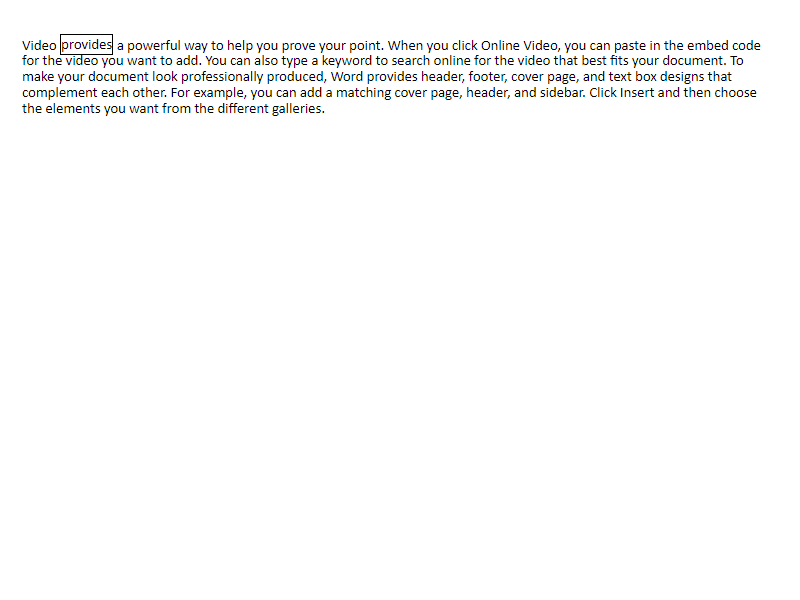 Video provides a powerful way to help you prove your point. When you click Online Video, you can paste in the embed code
for the video you want to add. You can also type a keyword to search online for the video that best fits your document. To
make your document look professionally produced, Word provides header, footer, cover page, and text box designs that
complement each other. For example, you can add a matching cover page, header, and sidebar. Click Insert and then choose
the elements you want from the different galleries.